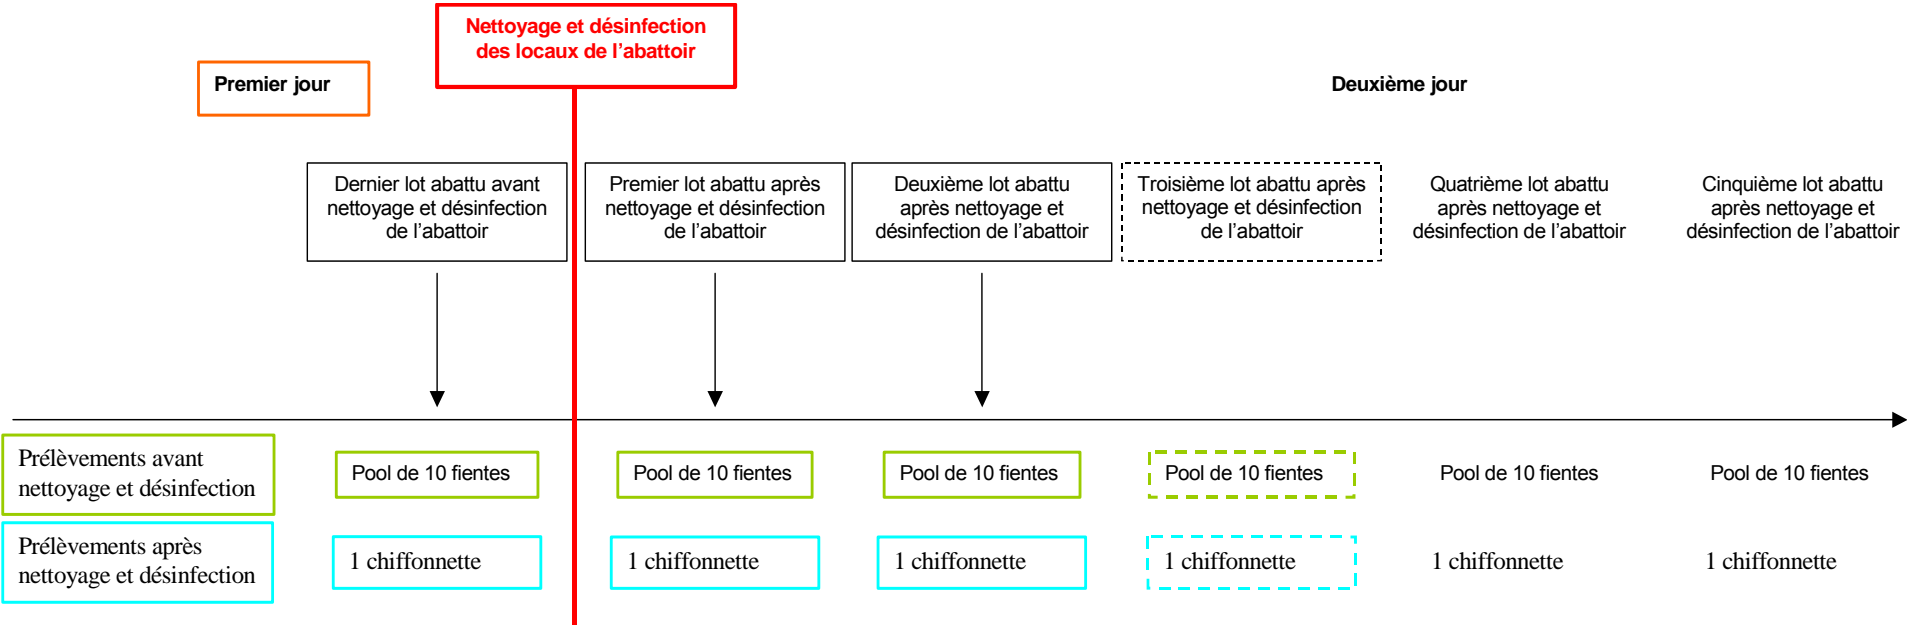 Nettoyage et désinfection
des locaux de l'abattoir
Premier jour
Deuxième jour
Dernier lot abattu avant
nettoyage et désinfection
de l'abattoir
Premier lot abattu après
nettoyage et désinfection
de l'abattoir
Deuxième lot abattu
après nettoyage et
désinfection de l'abattoir
Troisième lot abattu après
nettoyage et désinfection
de l'abattoir
Quatrième lot abattu
après nettoyage et
désinfection de l'abattoir
Cinquième lot abattu
après nettoyage et
désinfection de l'abattoir
Prélèvements avant
nettoyage et désinfection
Pool de 10 fientes
Pool de 10 fientes
Pool de 10 fientes
Pool de 10 fientes
Pool de 10 fientes
Pool de 10 fientes
Prélèvements après
nettoyage et désinfection
1 chiffonnette
1 chiffonnette
1 chiffonnette
1 chiffonnette
1 chiffonnette
1 chiffonnette